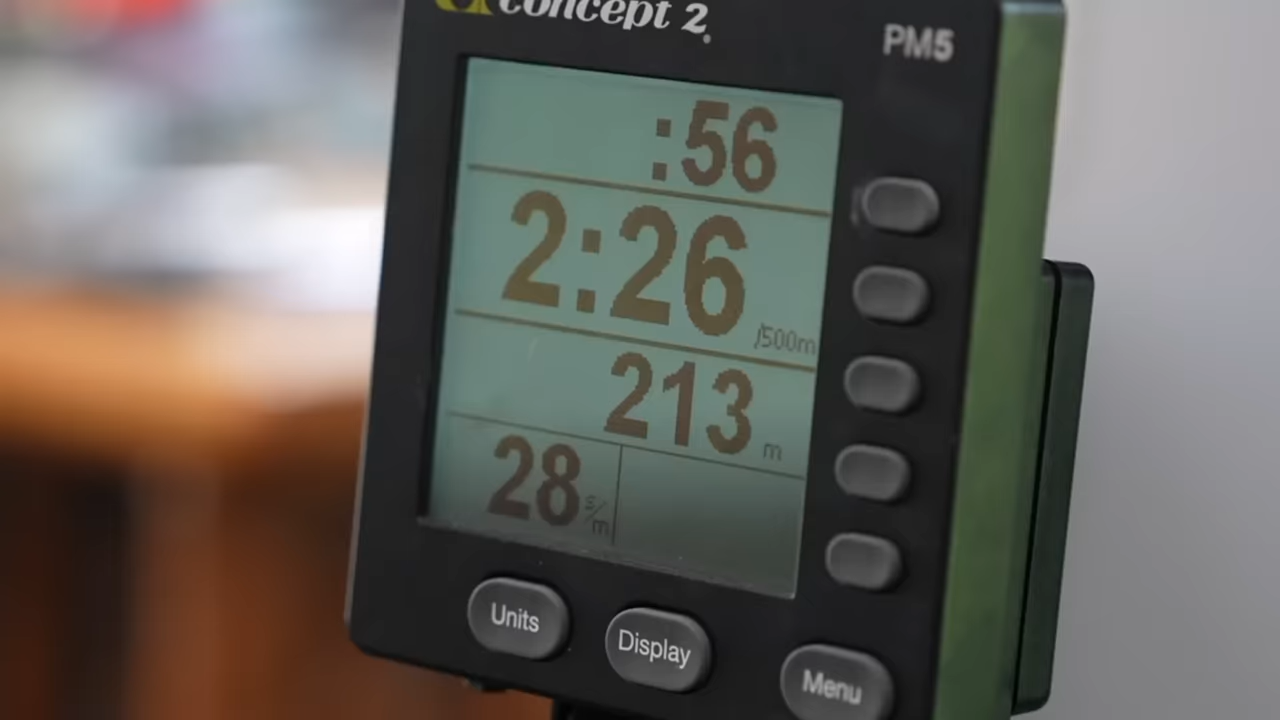 concept 2.
PM5
:56
2:26 /500m
213 m
28 s/m
Units
Display
Menu